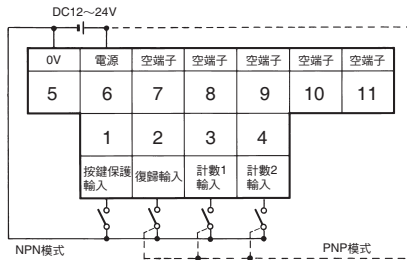 DC12～24V
0V 電源 空端子 空端子 空端子 空端子 空端子
5 6 7 8 9 10 11
1 2 3 4
按鍵保護輸入 復歸輸入 計數1輸入 計數2輸入
NPN模式 PNP模式